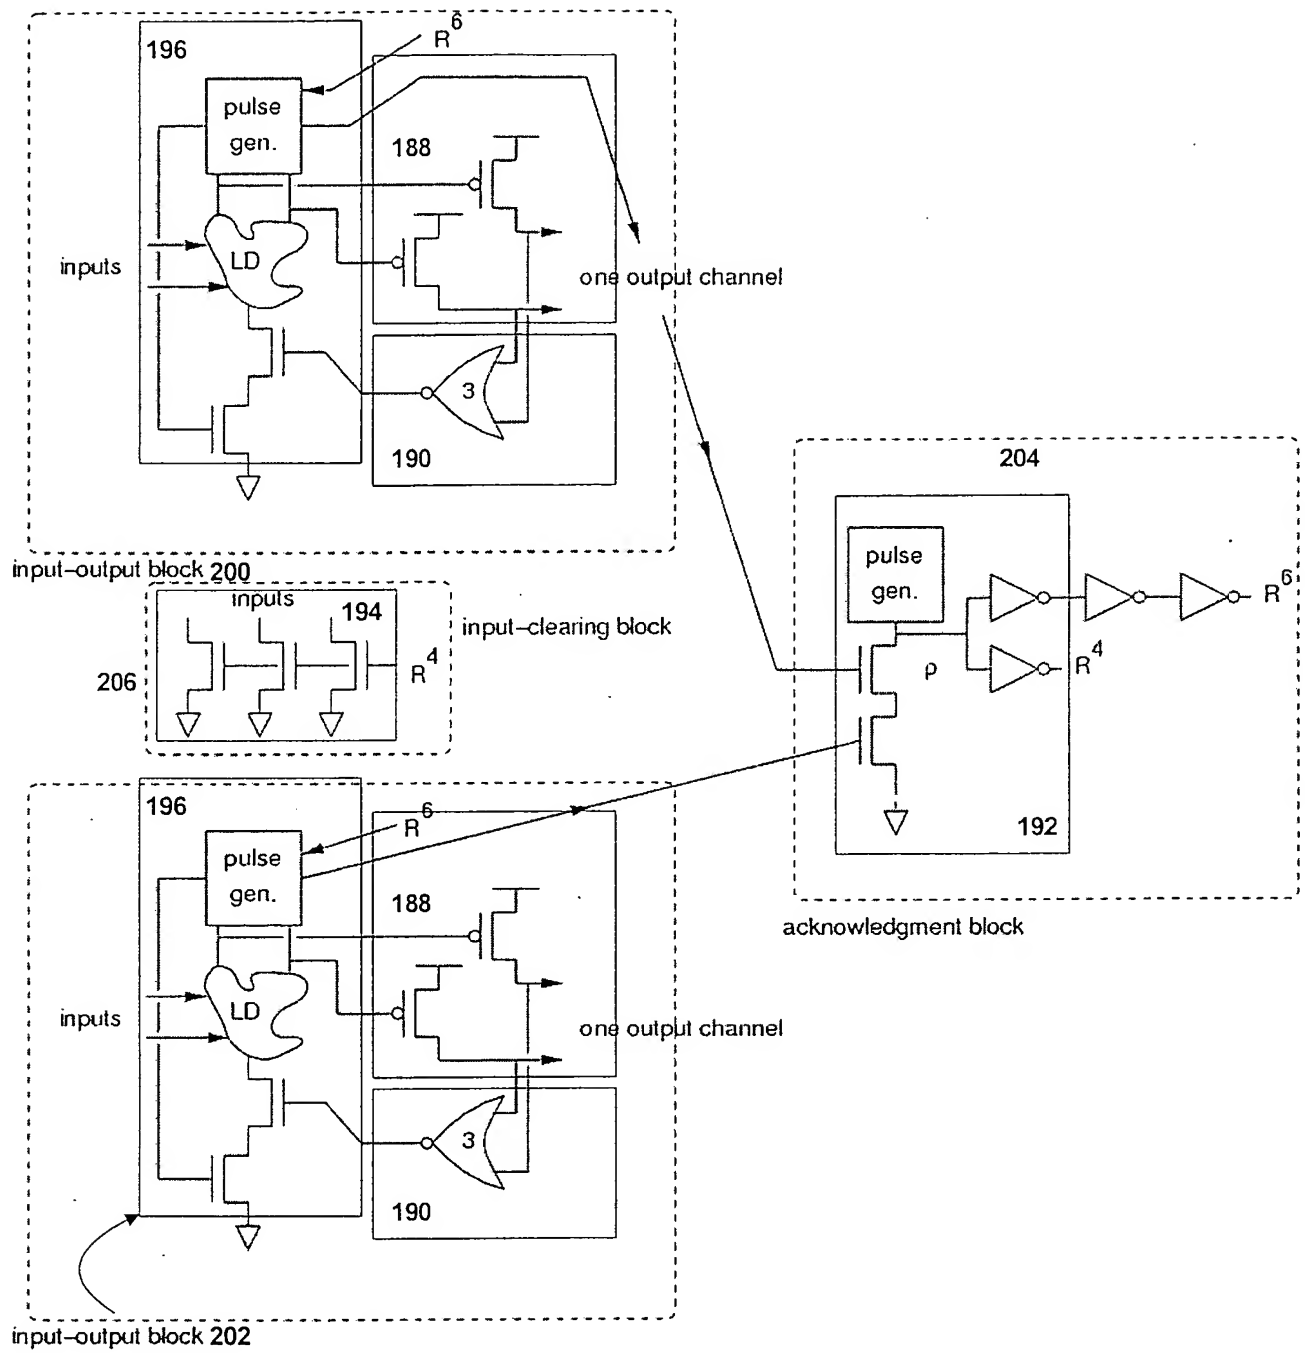 196
R6
pulse
gen.
188
LD
inputs
one output channel
3
190
input–output block 200
204
pulse
gen.
R6
ρ
R4
192
acknowledgment block
inputs
194
input–clearing block
R4
206
196
R6
pulse
gen.
188
LD
inputs
one output channel
3
190
input–output block 202